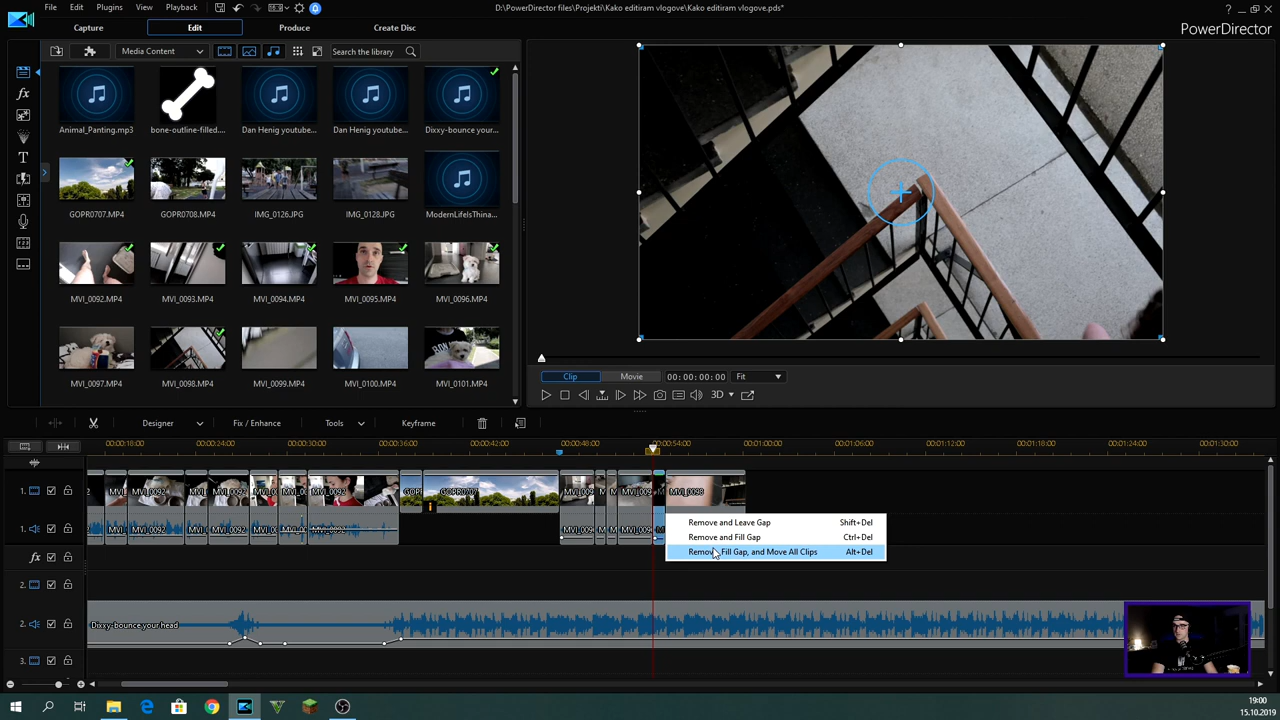 File Edit Plugins View Playback D:\PowerDirector files\Projekti\Kako editiram vlogove\Kako editiram vlogove.pds*
Capture Edit Produce Create Disc PowerDirector
Media Content Search the library
Animal_Panting.mp3 bone-outline-filled.... Dan Henig youtube... Dan Henig youtube... Dixxy-bounce your...
GOPR0707.MP4 GOPR0708.MP4 IMG_0126.JPG IMG_0128.JPG ModernLifeIsThina...
MVI_0092.MP4 MVI_0093.MP4 MVI_0094.MP4 MVI_0095.MP4 MVI_0096.MP4
MVI_0097.MP4 MVI_0098.MP4 MVI_0099.MP4 MVI_0100.MP4 MVI_0101.MP4
Clip Movie 00:00:00:00 Fit
3D
Designer Fix / Enhance Tools Keyframe
00:00:18:00 00:00:24:00 00:00:30:00 00:00:36:00 00:00:42:00 00:00:48:00 00:00:54:00 00:01:00:00 00:01:06:00 00:01:12:00 00:01:18:00 00:01:24:00 00:01:30:00
1.
1.
Remove and Leave Gap Shift+Del
Remove and Fill Gap Ctrl+Del
Fill Gap, and Move All Clips Alt+Del
fx
2.
2. Dixxy-bounce your head
3.
19:00
15.10.2019